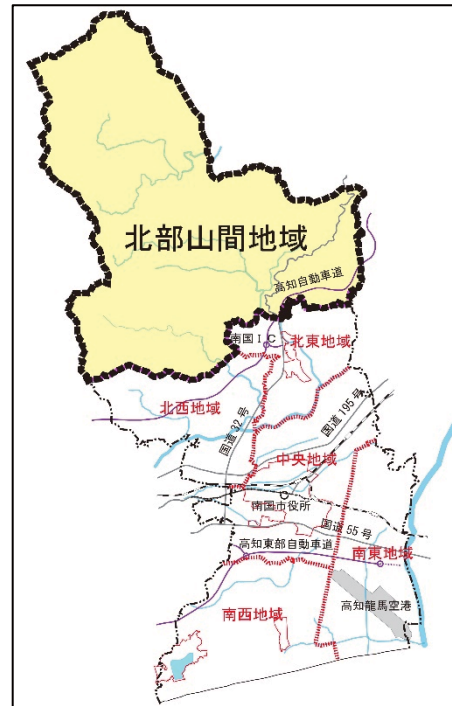 北部山間地域
高知自動車道
南国IC
北東地域
北西地域
国道32号
国道195号
中央地域
南国市役所
国道55号
高知東部自動車道
南東地域
高知龍馬空港
南西地域